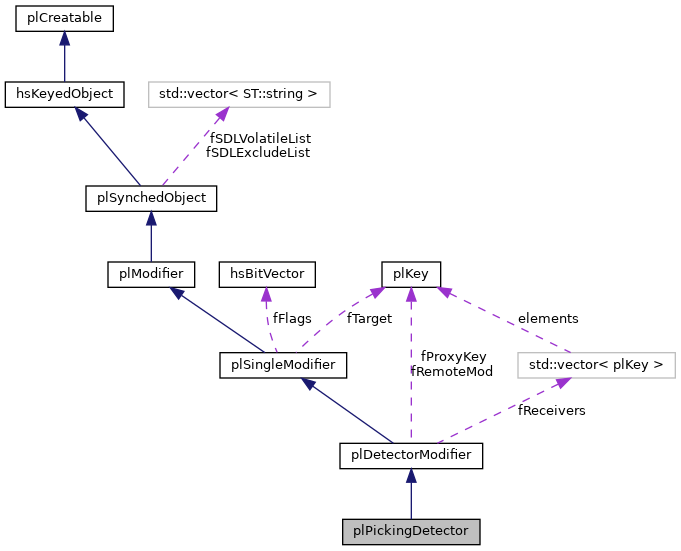 plCreatable
hsKeyedObject
std::vector< ST::string >
fSDLVolatileList
fSDLExcludeList
plSynchedObject
plModifier
hsBitVector
plKey
fFlags
fTarget
elements
fProxyKey
fRemoteMod
plSingleModifier
std::vector< plKey >
fReceivers
plDetectorModifier
plPickingDetector